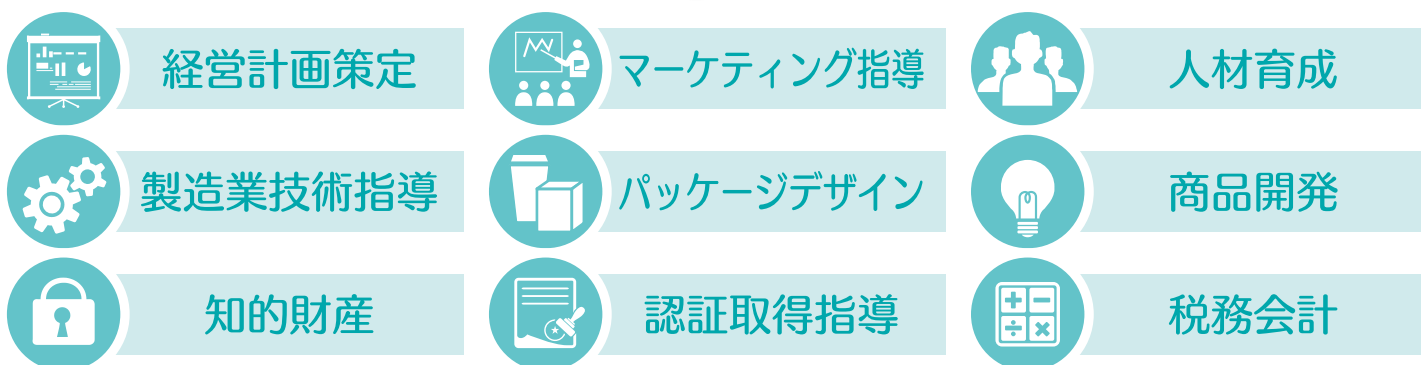 経営計画策定
マーケティング指導
人材育成
製造業技術指導
パッケージデザイン
商品開発
知的財産
認証取得指導
税務会計